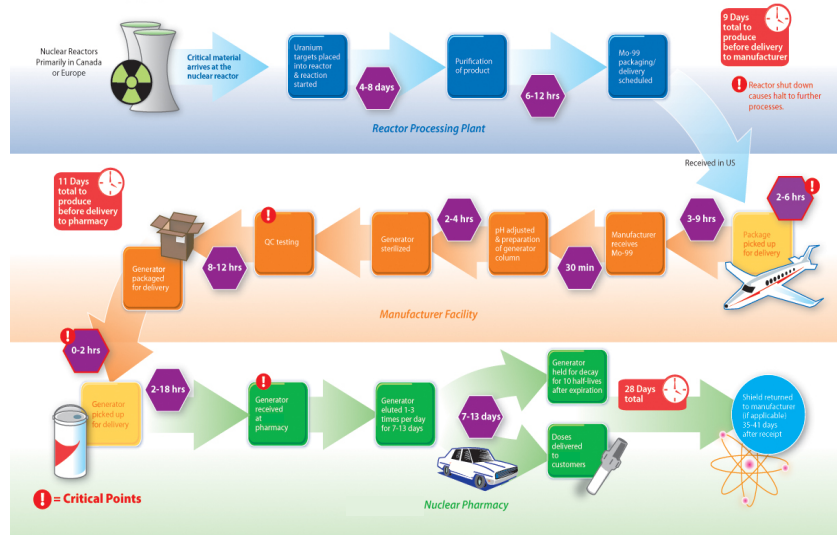 Nuclear Reactors
Primarily in Canada
or Europe
Critical material
arrives at the
nuclear reactor
Uranium
targets placed
into reactor
& reaction
started
4-8 days
Purification
of product
6-12 hrs
Mo-99
packaging/
delivery
scheduled
9 Days
total to
produce
before delivery
to manufacturer
! Reactor shut down
causes halt to further
processes.
Reactor Processing Plant
Received in US
2-6 hrs
!
Package
picked up
for delivery
3-9 hrs
Manufacturer
receives
Mo-99
30 min
pH adjusted
& preparation
of generator
column
2-4 hrs
Generator
sterilized
!
QC testing
8-12 hrs
Generator
packaged
for delivery
11 Days
total to
produce
before delivery
to pharmacy
Manufacturer Facility
!
0-2 hrs
Generator
picked up
for delivery
2-18 hrs
!
Generator
received
at
pharmacy
Generator
eluted 1-3
times per day
for 7-13 days
7-13 days
Generator
held for decay
for 10 half-lives
after expiration
Doses
delivered
to
customers
28 Days
total
Shield returned
to manufacturer
(if applicable)
35-41 days
after receipt
! = Critical Points
Nuclear Pharmacy